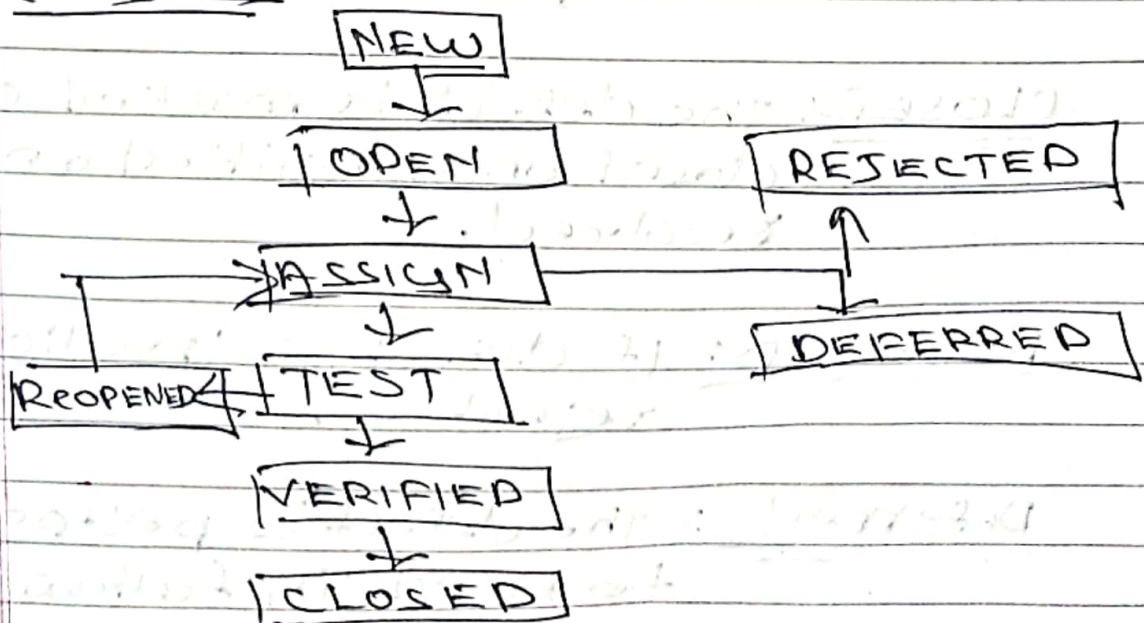 NEW
OPEN
REJECTED
ASSIGN
DEFERRED
REOPENED
TEST
VERIFIED
CLOSED